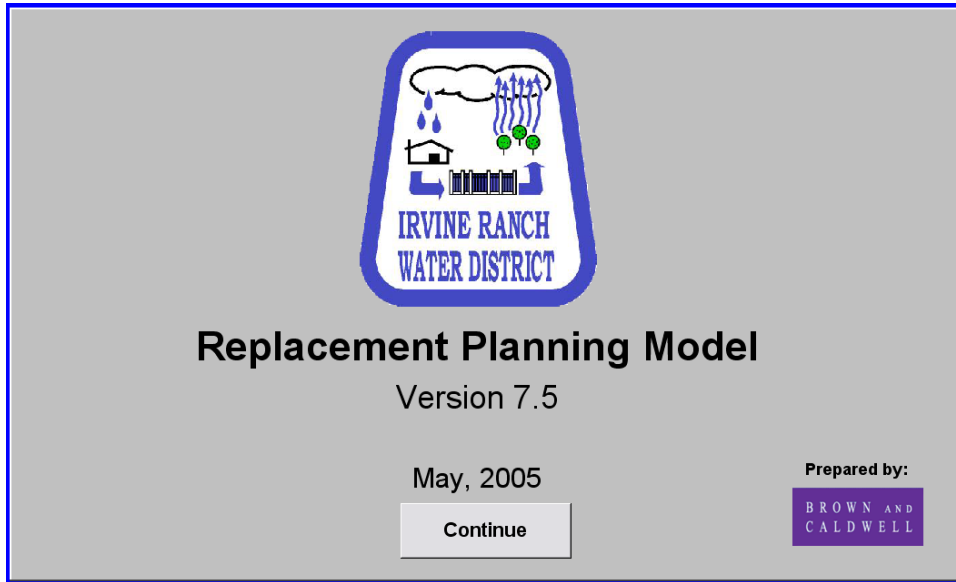 IRVINE RANCH
WATER DISTRICT
Replacement Planning Model
Version 7.5
May, 2005
Continue
Prepared by:
BROWN AND
CALDWELL